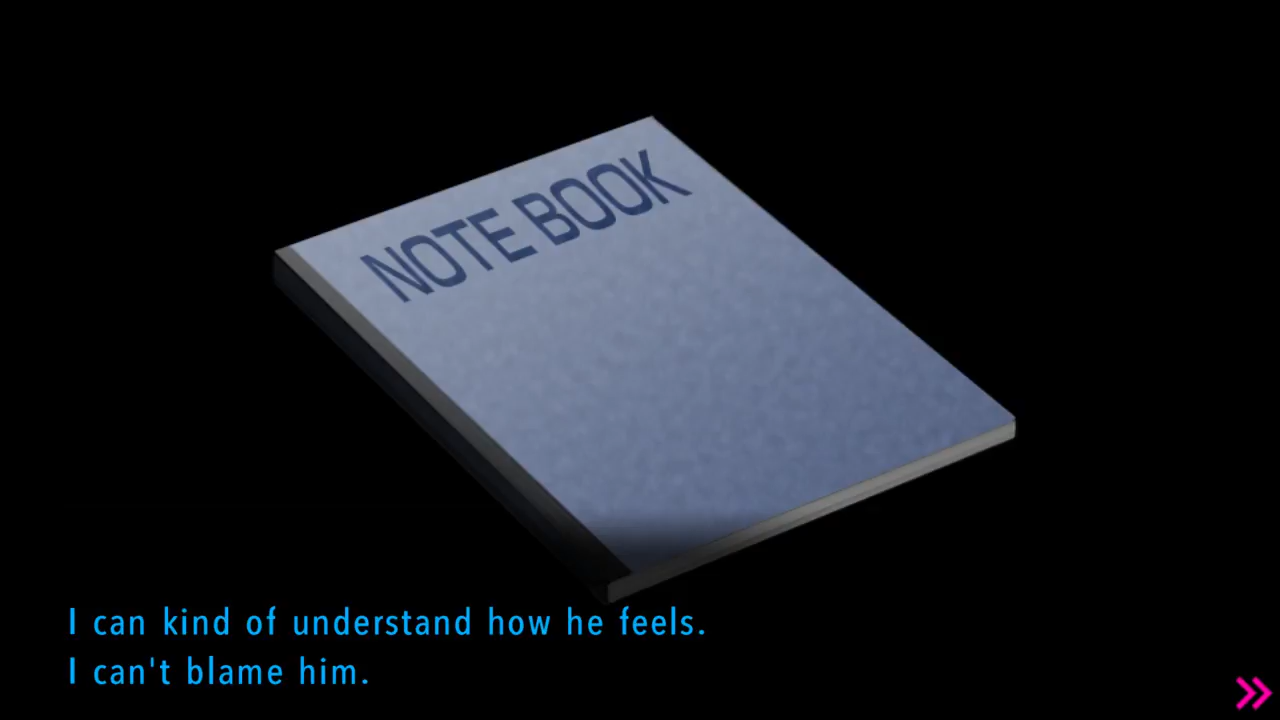 NOTE BOOK
I can kind of understand how he feels.
I can't blame him.